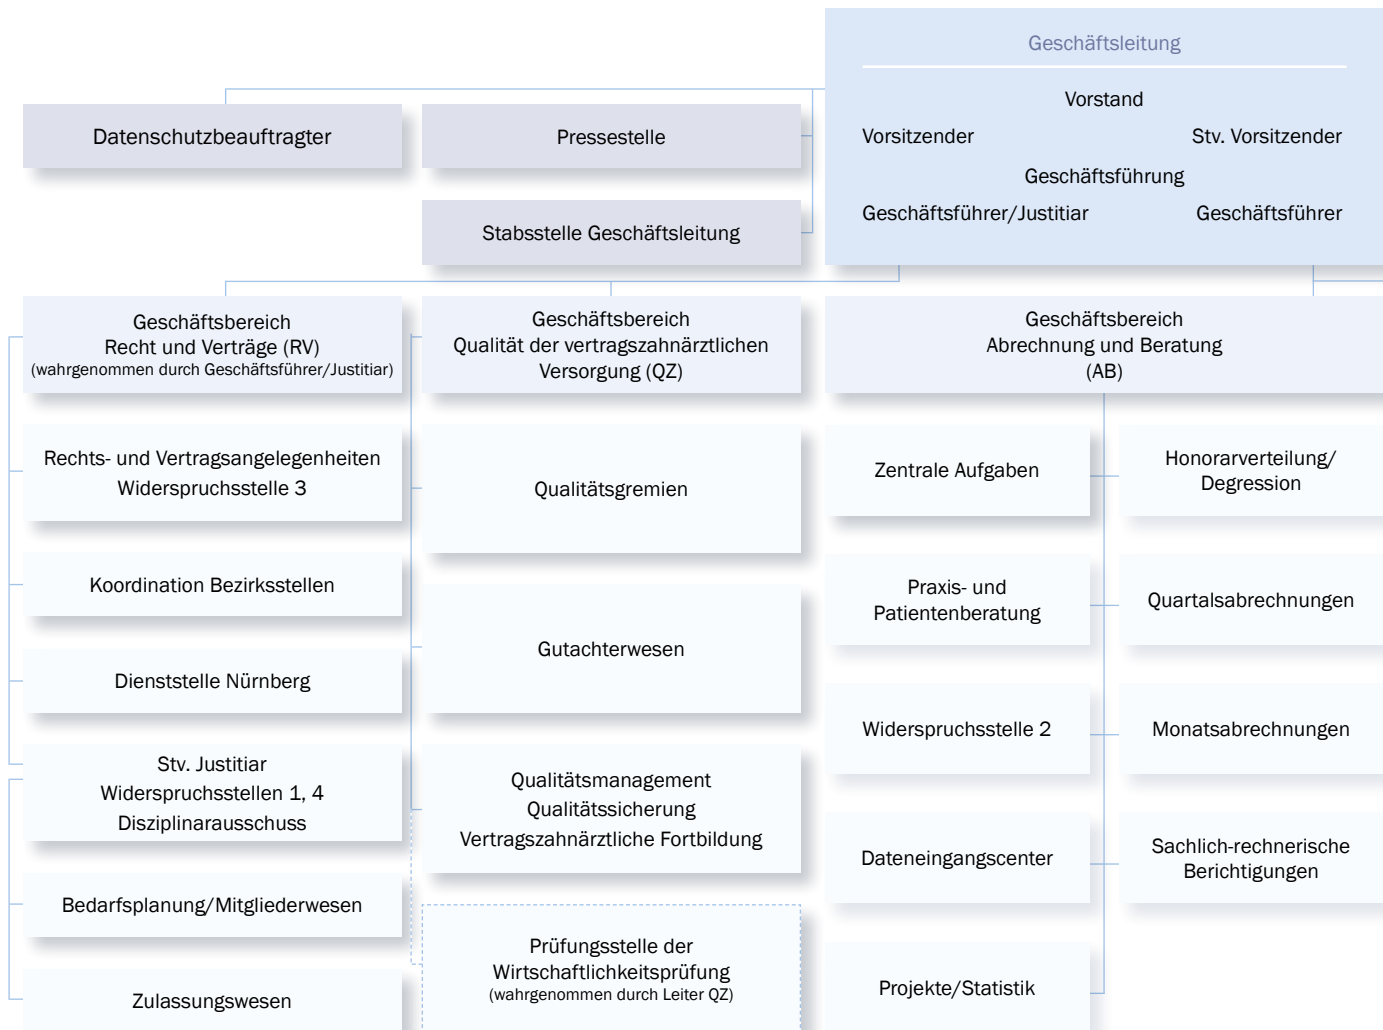 Geschäftsleitung
Vorstand
Vorsitzender
Stv. Vorsitzender
Geschäftsführung
Geschäftsführer/Justitiar
Geschäftsführer
Datenschutzbeauftragter
Pressestelle
Stabsstelle Geschäftsleitung
Geschäftsbereich
Recht und Verträge (RV)
(wahrgenommen durch Geschäftsführer/Justitiar)
Rechts- und Vertragsangelegenheiten
Widerspruchsstelle 3
Koordination Bezirksstellen
Dienststelle Nürnberg
Stv. Justitiar
Widerspruchsstellen 1, 4
Disziplinarausschuss
Bedarfsplanung/Mitgliederwesen
Zulassungswesen
Geschäftsbereich
Qualität der vertragszahnärztlichen
Versorgung (QZ)
Qualitätsgremien
Gutachterwesen
Qualitätsmanagement
Qualitätssicherung
Vertragszahnärztliche Fortbildung
Prüfungsstelle der
Wirtschaftlichkeitsprüfung
(wahrgenommen durch Leiter QZ)
Geschäftsbereich
Abrechnung und Beratung
(AB)
Zentrale Aufgaben
Praxis- und
Patientenberatung
Widerspruchsstelle 2
Dateneingangscenter
Projekte/Statistik
Honorarverteilung/
Degression
Quartalsabrechnungen
Monatsabrechnungen
Sachlich-rechnerische
Berichtigungen